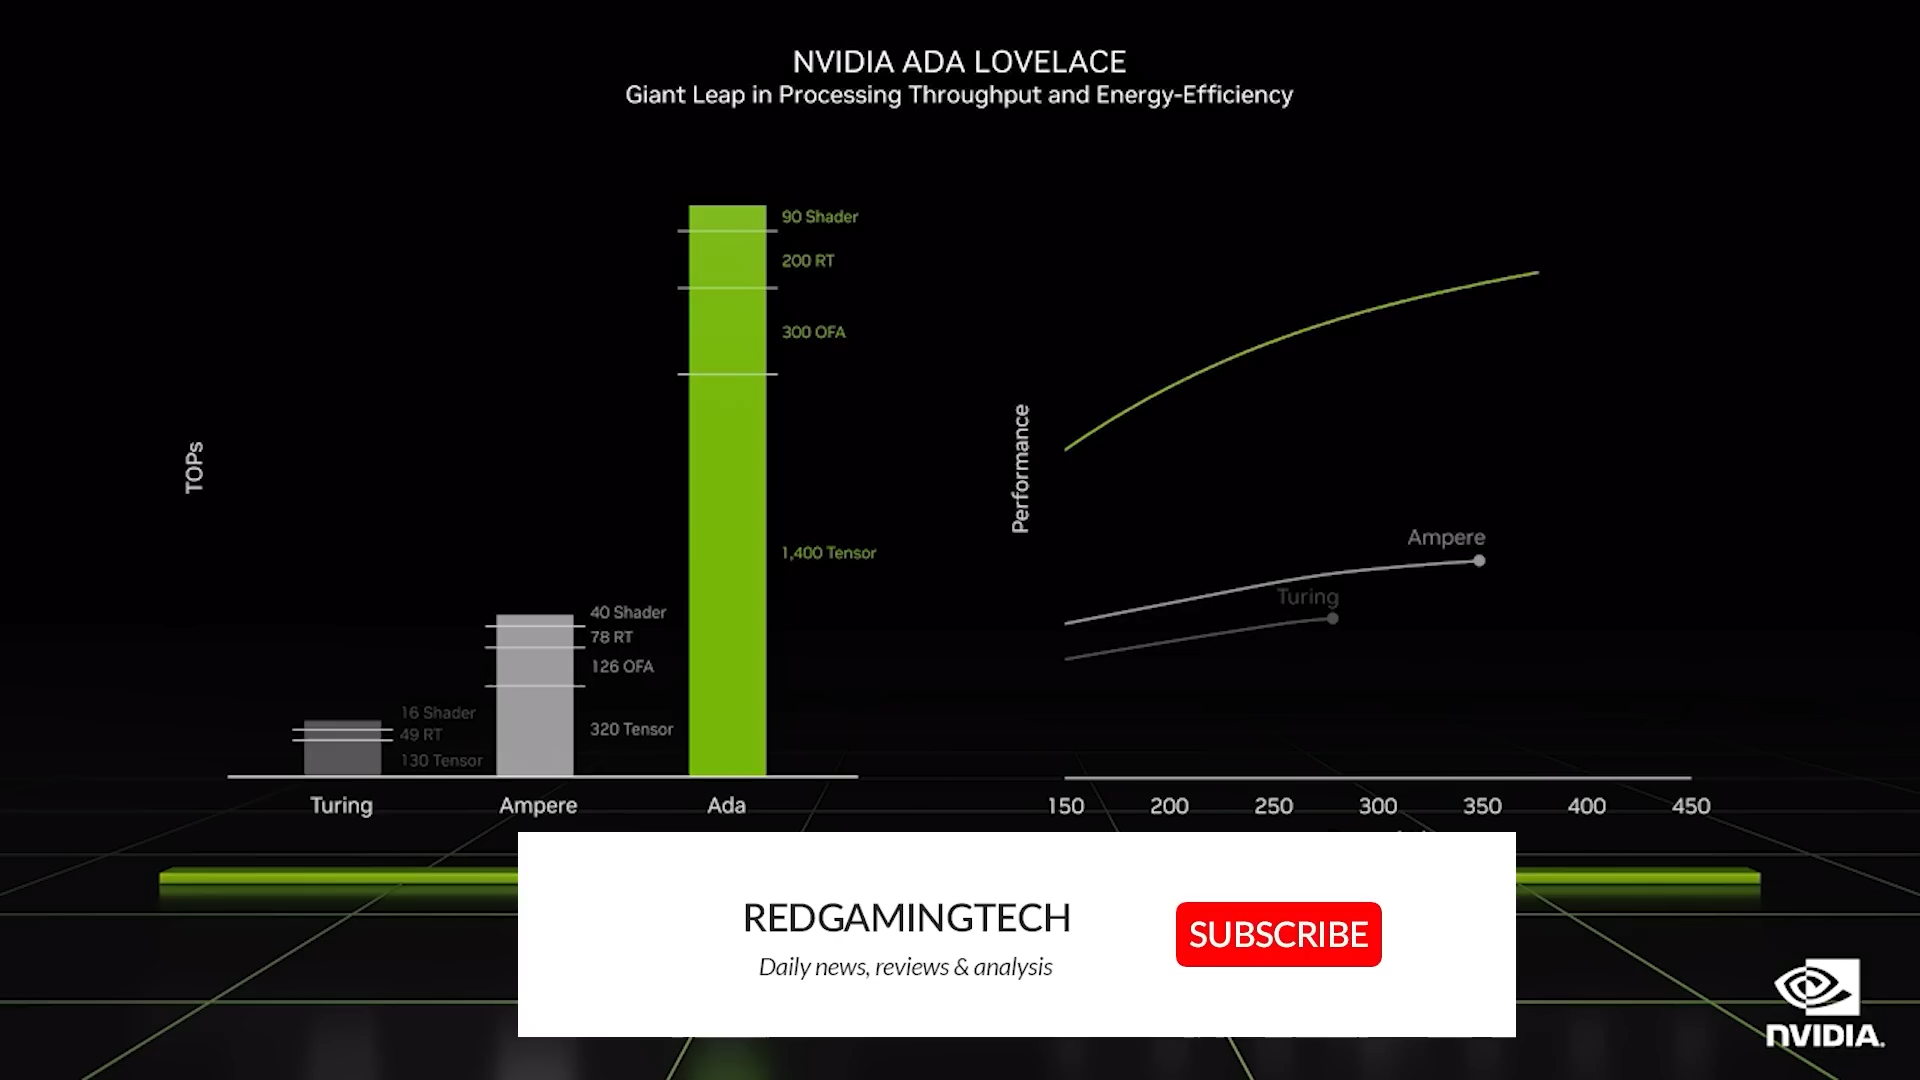 NVIDIA ADA LOVELACE
Giant Leap in Processing Throughput and Energy-Efficiency
TOPs
90 Shader
200 RT
300 OFA
1,400 Tensor
40 Shader
78 RT
126 OFA
320 Tensor
16 Shader
49 RT
130 Tensor
Turing Ampere Ada
Performance
Ampere
Turing
150 200 250 300 350 400 450
REDGAMINGTECH
Daily news, reviews & analysis
SUBSCRIBE
NVIDIA.